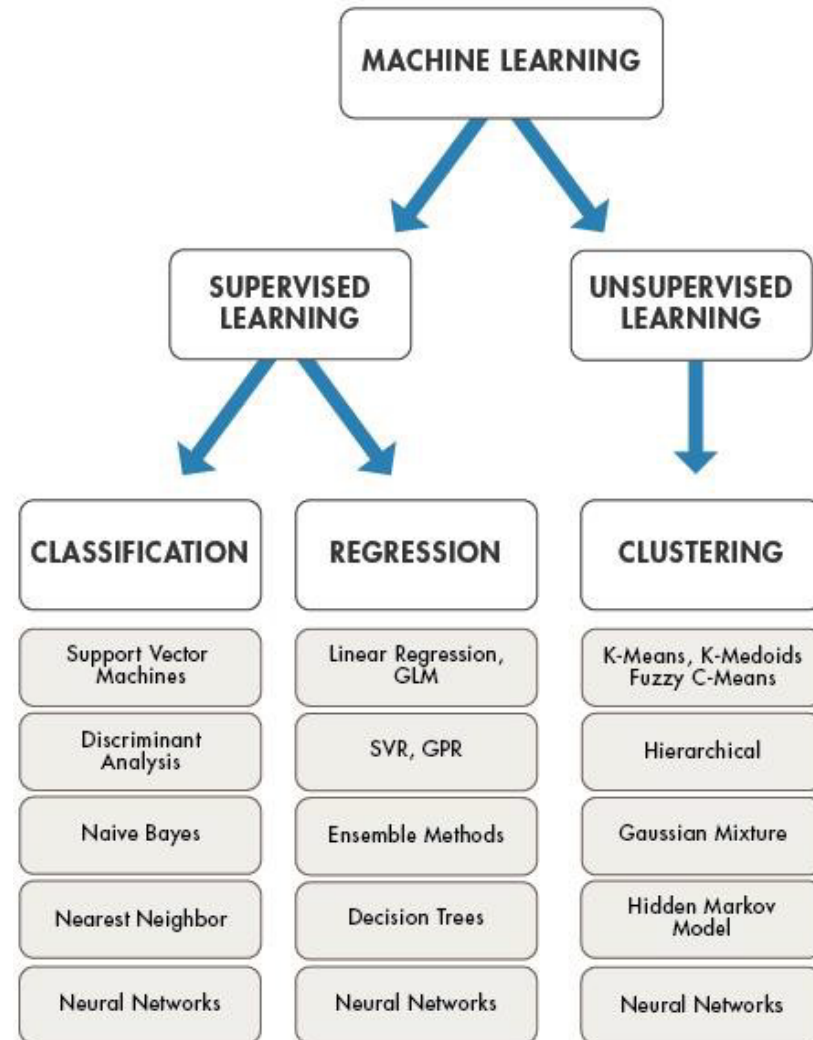 MACHINE LEARNING
SUPERVISED
LEARNING
UNSUPERVISED
LEARNING
CLASSIFICATION
REGRESSION
CLUSTERING
Support Vector
Machines
Linear Regression,
GLM
K-Means, K-Medoids
Fuzzy C-Means
Discriminant
Analysis
SVR, GPR
Hierarchical
Naive Bayes
Ensemble Methods
Gaussian Mixture
Nearest Neighbor
Decision Trees
Hidden Markov
Model
Neural Networks
Neural Networks
Neural Networks